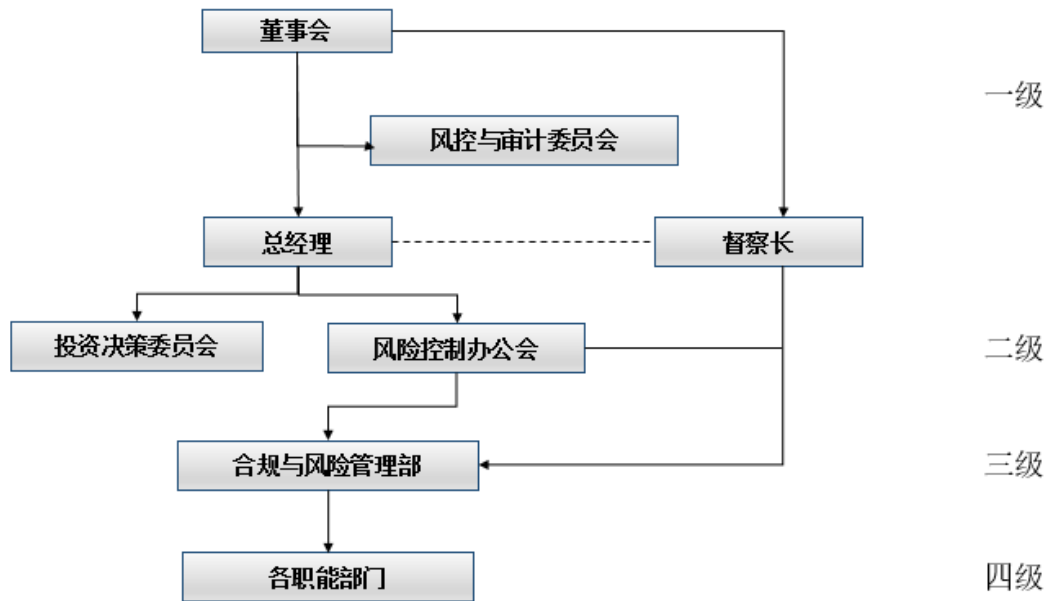 董事会
一级
风控与审计委员会
总经理
督察长
投资决策委员会
风险控制办公会
二级
合规与风险管理部
三级
各职能部门
四级